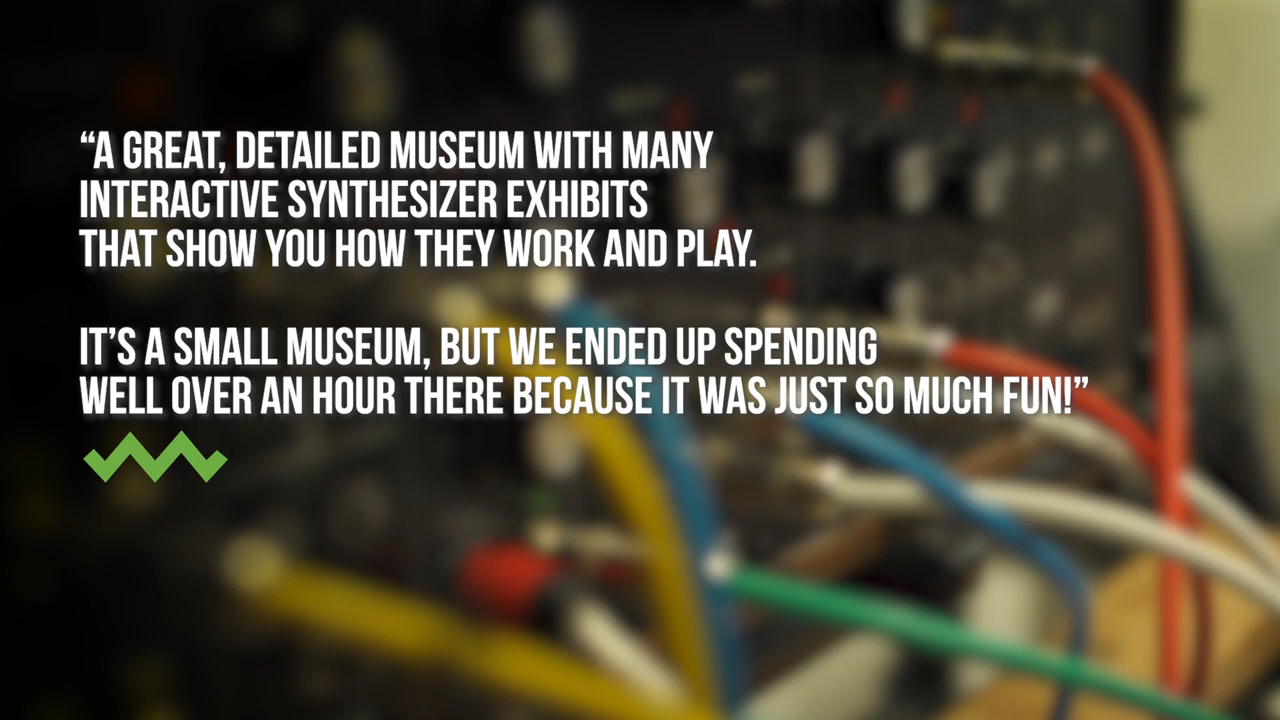 “A GREAT, DETAILED MUSEUM WITH MANY
INTERACTIVE SYNTHESIZER EXHIBITS
THAT SHOW YOU HOW THEY WORK AND PLAY.
IT’S A SMALL MUSEUM, BUT WE ENDED UP SPENDING
WELL OVER AN HOUR THERE BECAUSE IT WAS JUST SO MUCH FUN!”